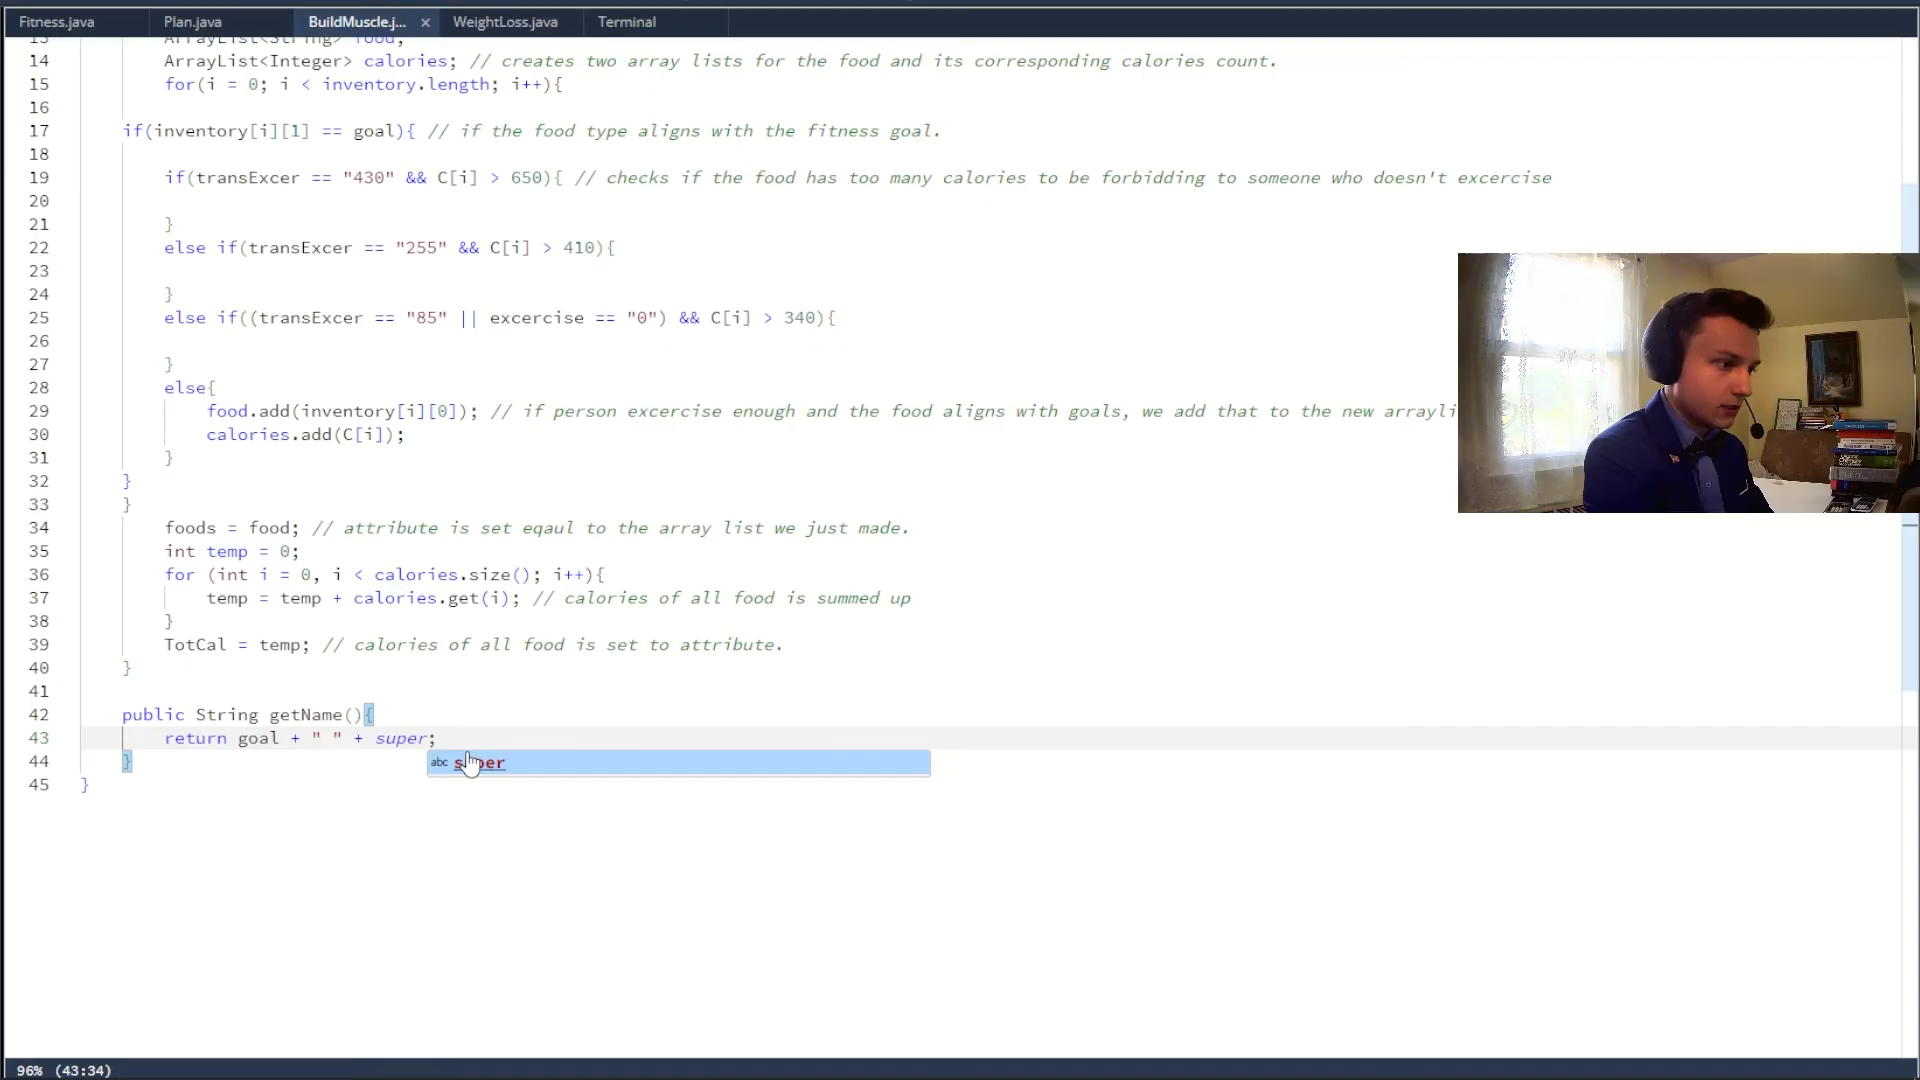 Fitness.java Plan.java BuildMuscle.j... × WeightLoss.java Terminal
13 ArrayList<String> food;
14 ArrayList<Integer> calories; // creates two array lists for the food and its corresponding calories count.
15 for(i = 0; i < inventory.length; i++){
16
17 if(inventory[i][1] == goal){ // if the food type aligns with the fitness goal.
18
19 if(transExcer == "430" && C[i] > 650){ // checks if the food has too many calories to be forbidding to someone who doesn't excercise
20
21 }
22 else if(transExcer == "255" && C[i] > 410){
23
24 }
25 else if((transExcer == "85" || excercise == "0") && C[i] > 340){
26
27 }
28 else{
29 food.add(inventory[i][0]); // if person excercise enough and the food aligns with goals, we add that to the new arrayli
30 calories.add(C[i]);
31 }
32 }
33 }
34 foods = food; // attribute is set eqaul to the array list we just made.
35 int temp = 0;
36 for (int i = 0, i < calories.size(); i++){
37 temp = temp + calories.get(i); // calories of all food is summed up
38 }
39 TotCal = temp; // calories of all food is set to attribute.
40 }
41
42 public String getName(){
43 return goal + " " + super;
44 }
abc super
45 }
96% (43:34)